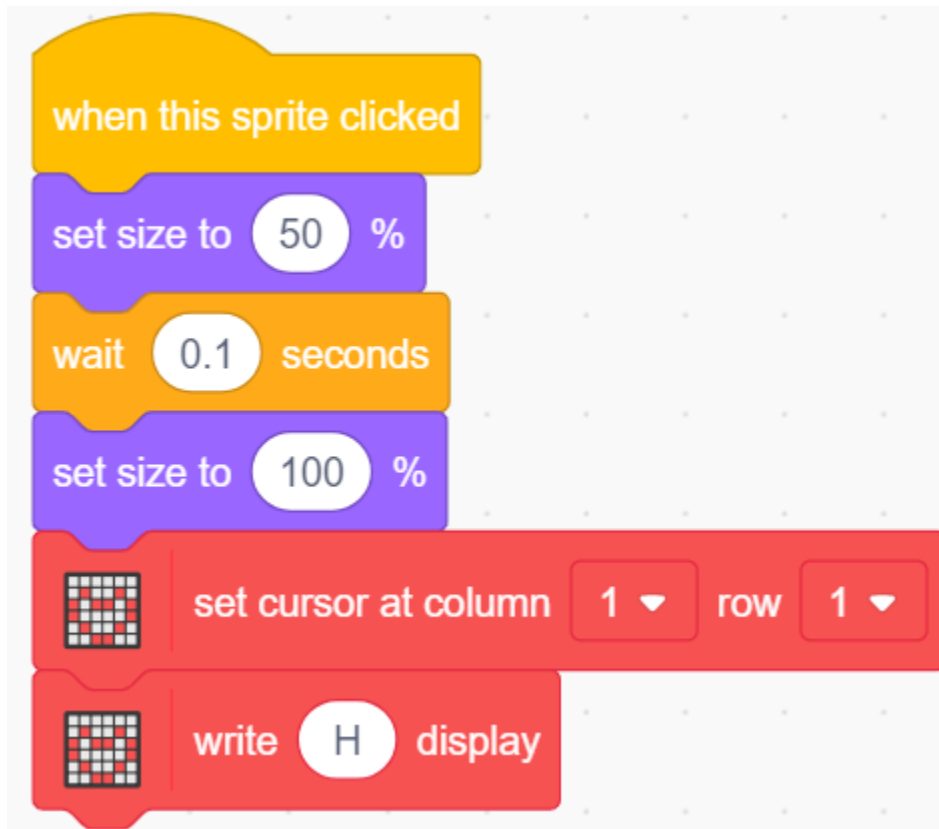 when this sprite clicked
set size to 50 %
wait 0.1 seconds
set size to 100 %
set cursor at column 1 row 1
write H display